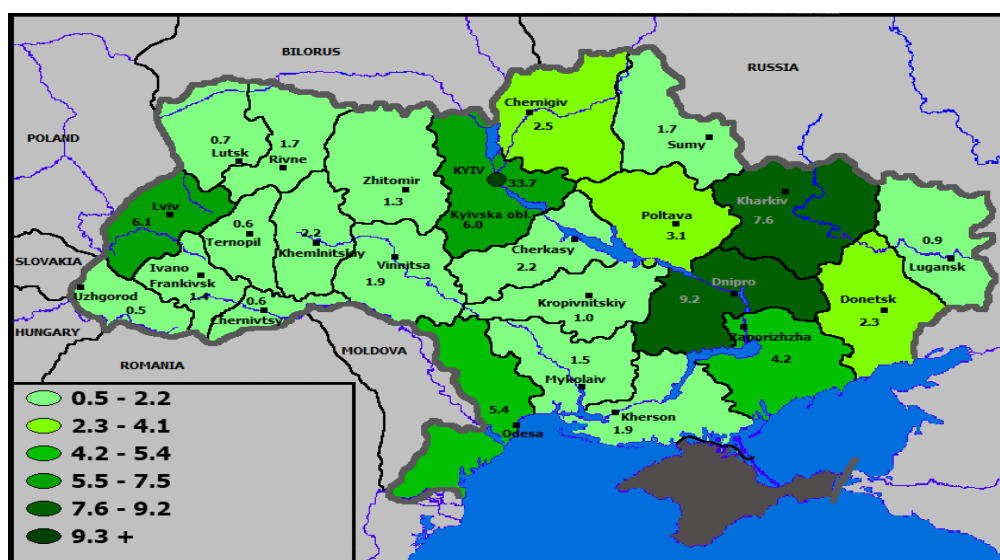 BILORUS
RUSSIA
POLAND
SLOVAKIA
HUNGARY
ROMANIA
MOLDOVA
0.7
Lutsk
1.7
Rivne
Zhitomir
1.3
KYIV
33.7
Kyivska obl.
6.0
Chernigiv
2.5
1.7
Sumy
Lviv
6.1
0.6
Ternopil
2.2
Khemlnitskiy
Vinnitsa
1.9
Cherkasy
2.2
Poltava
3.1
Kharkiv
7.6
0.9
Lugansk
Uzhgorod
0.5
Ivano
Frankivsk
1.4
0.6
Chernivtsy
Kropivnitskiy
1.0
Dnipro
9.2
Donetsk
2.3
Zaporizhzha
4.2
1.5
Mykolaiv
Kherson
1.9
5.4
Odesa
0.5 - 2.2
2.3 - 4.1
4.2 - 5.4
5.5 - 7.5
7.6 - 9.2
9.3 +